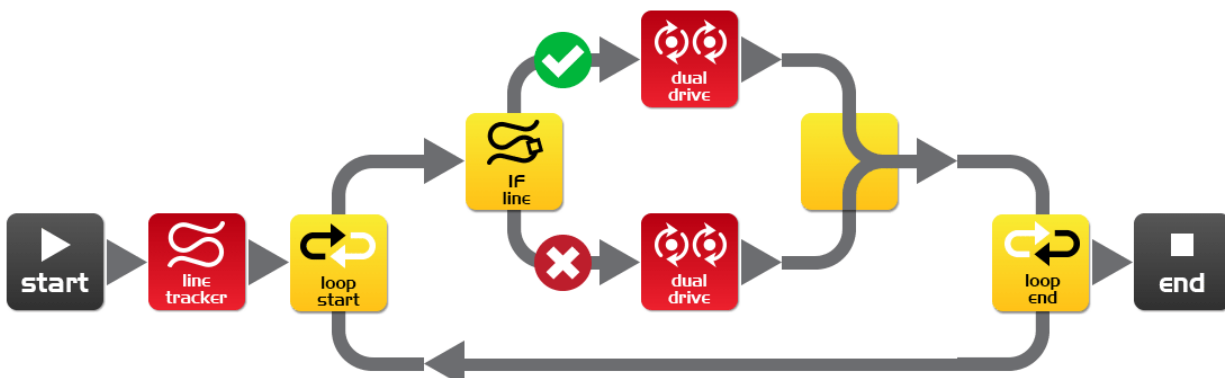 start
line
tracker
loop
start
IF
line
dual
drive
dual
drive
loop
end
end